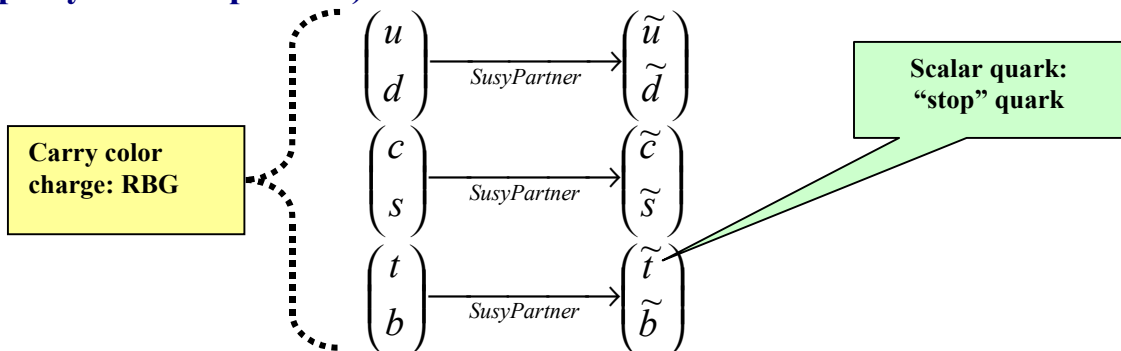 u
d
SusyPartner
ũ
d̃
Scalar quark:
“stop” quark
Carry color
charge: RBG
c
s
SusyPartner
c̃
s̃
t
b
SusyPartner
t̃
b̃